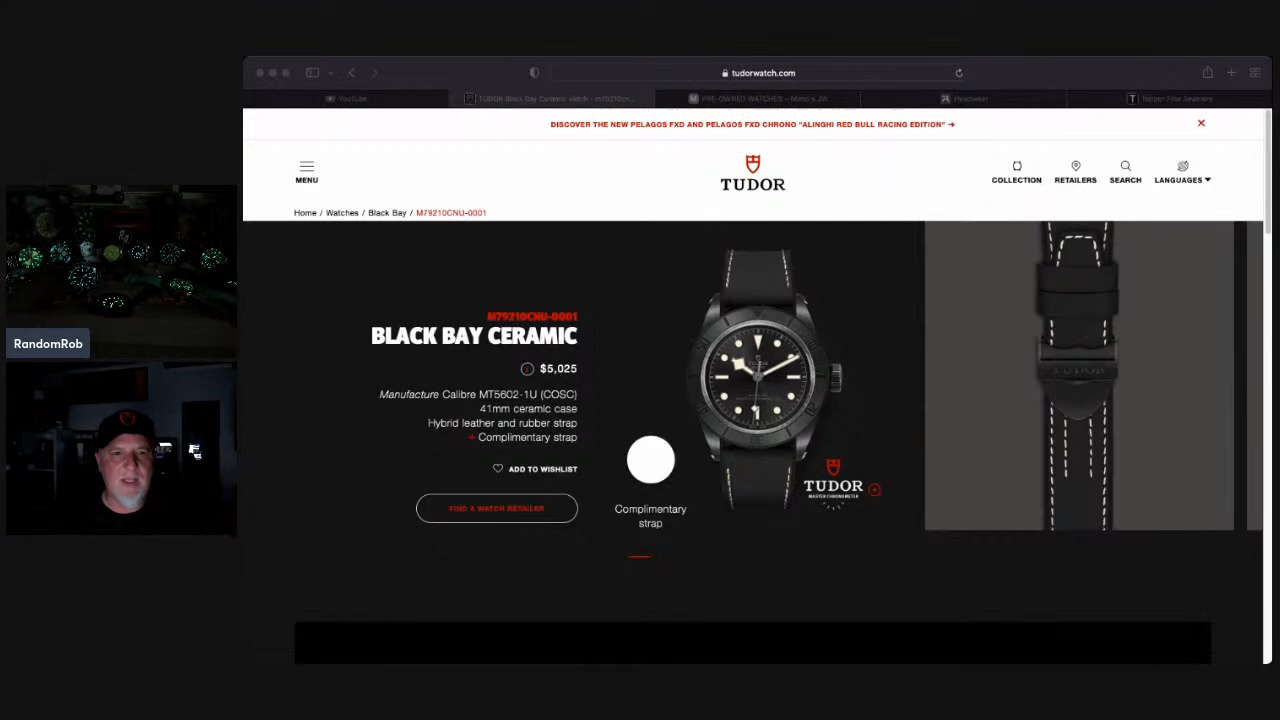 tudorwatch.com
YouTube
TUDOR Black Bay Ceramic watch - m79210cn...
PRE-OWNED WATCHES – Mimo's JW
Headwear
Topper Fine Jewelers
DISCOVER THE NEW PELAGOS FXD AND PELAGOS FXD CHRONO "ALINGHI RED BULL RACING EDITION" →
MENU
TUDOR
COLLECTION
RETAILERS
SEARCH
LANGUAGES
Home / Watches / Black Bay / M79210CNU-0001
M79210CNU-0001
BLACK BAY CERAMIC
$5,025
Manufacture Calibre MT5602-1U (COSC)
41mm ceramic case
Hybrid leather and rubber strap
+ Complimentary strap
ADD TO WISHLIST
FIND A WATCH RETAILER
Complimentary
strap
TUDOR
MASTER CHRONOMETER
TUDOR
RandomRob